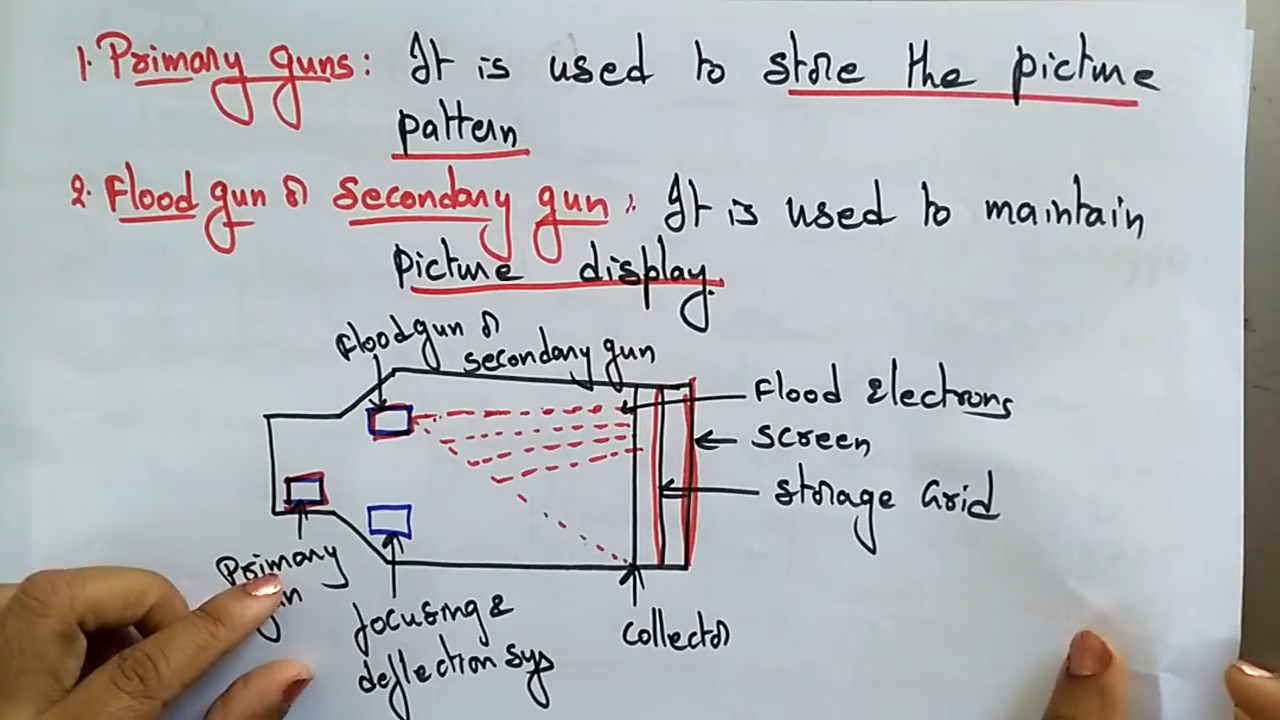 1. Primary guns: It is used to store the picture
pattern
2. Flood gun or secondary gun: It is used to maintain
picture display.
Flood gun or
secondary gun
Flood Electrons
screen
storage Grid
Primary
focusing &
deflection sys
collector